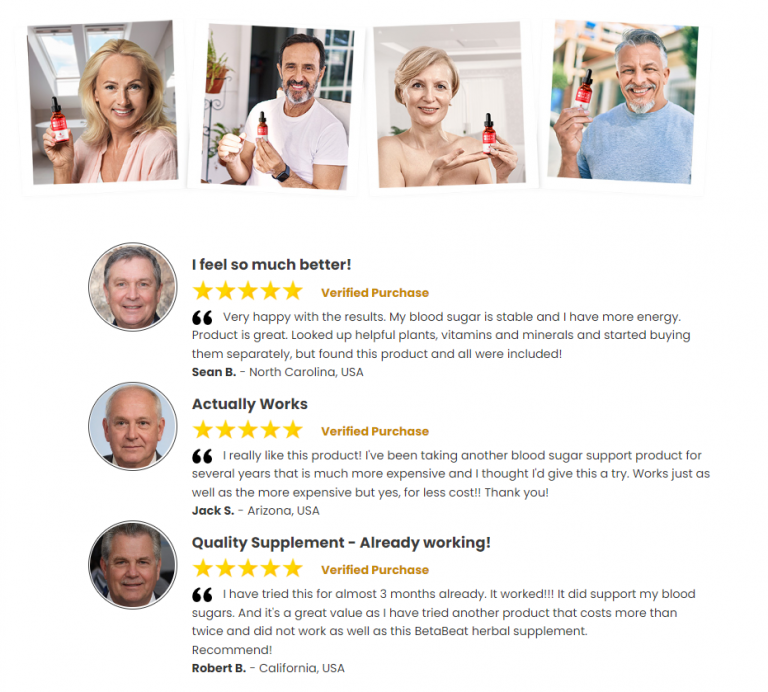 I feel so much better!
Verified Purchase
Very happy with the results. My blood sugar is stable and I have more energy.
Product is great. Looked up helpful plants, vitamins and minerals and started buying
them separately, but found this product and all were included!
Sean B. - North Carolina, USA
Actually Works
Verified Purchase
I really like this product! I've been taking another blood sugar support product for
several years that is much more expensive and I thought I'd give this a try. Works just as
well as the more expensive but yes, for less cost!! Thank you!
Jack S. - Arizona, USA
Quality Supplement - Already working!
Verified Purchase
I have tried this for almost 3 months already. It worked!!! It did support my blood
sugars. And it's a great value as I have tried another product that costs more than
twice and did not work as well as this BetaBeat herbal supplement.
Recommend!
Robert B. - California, USA